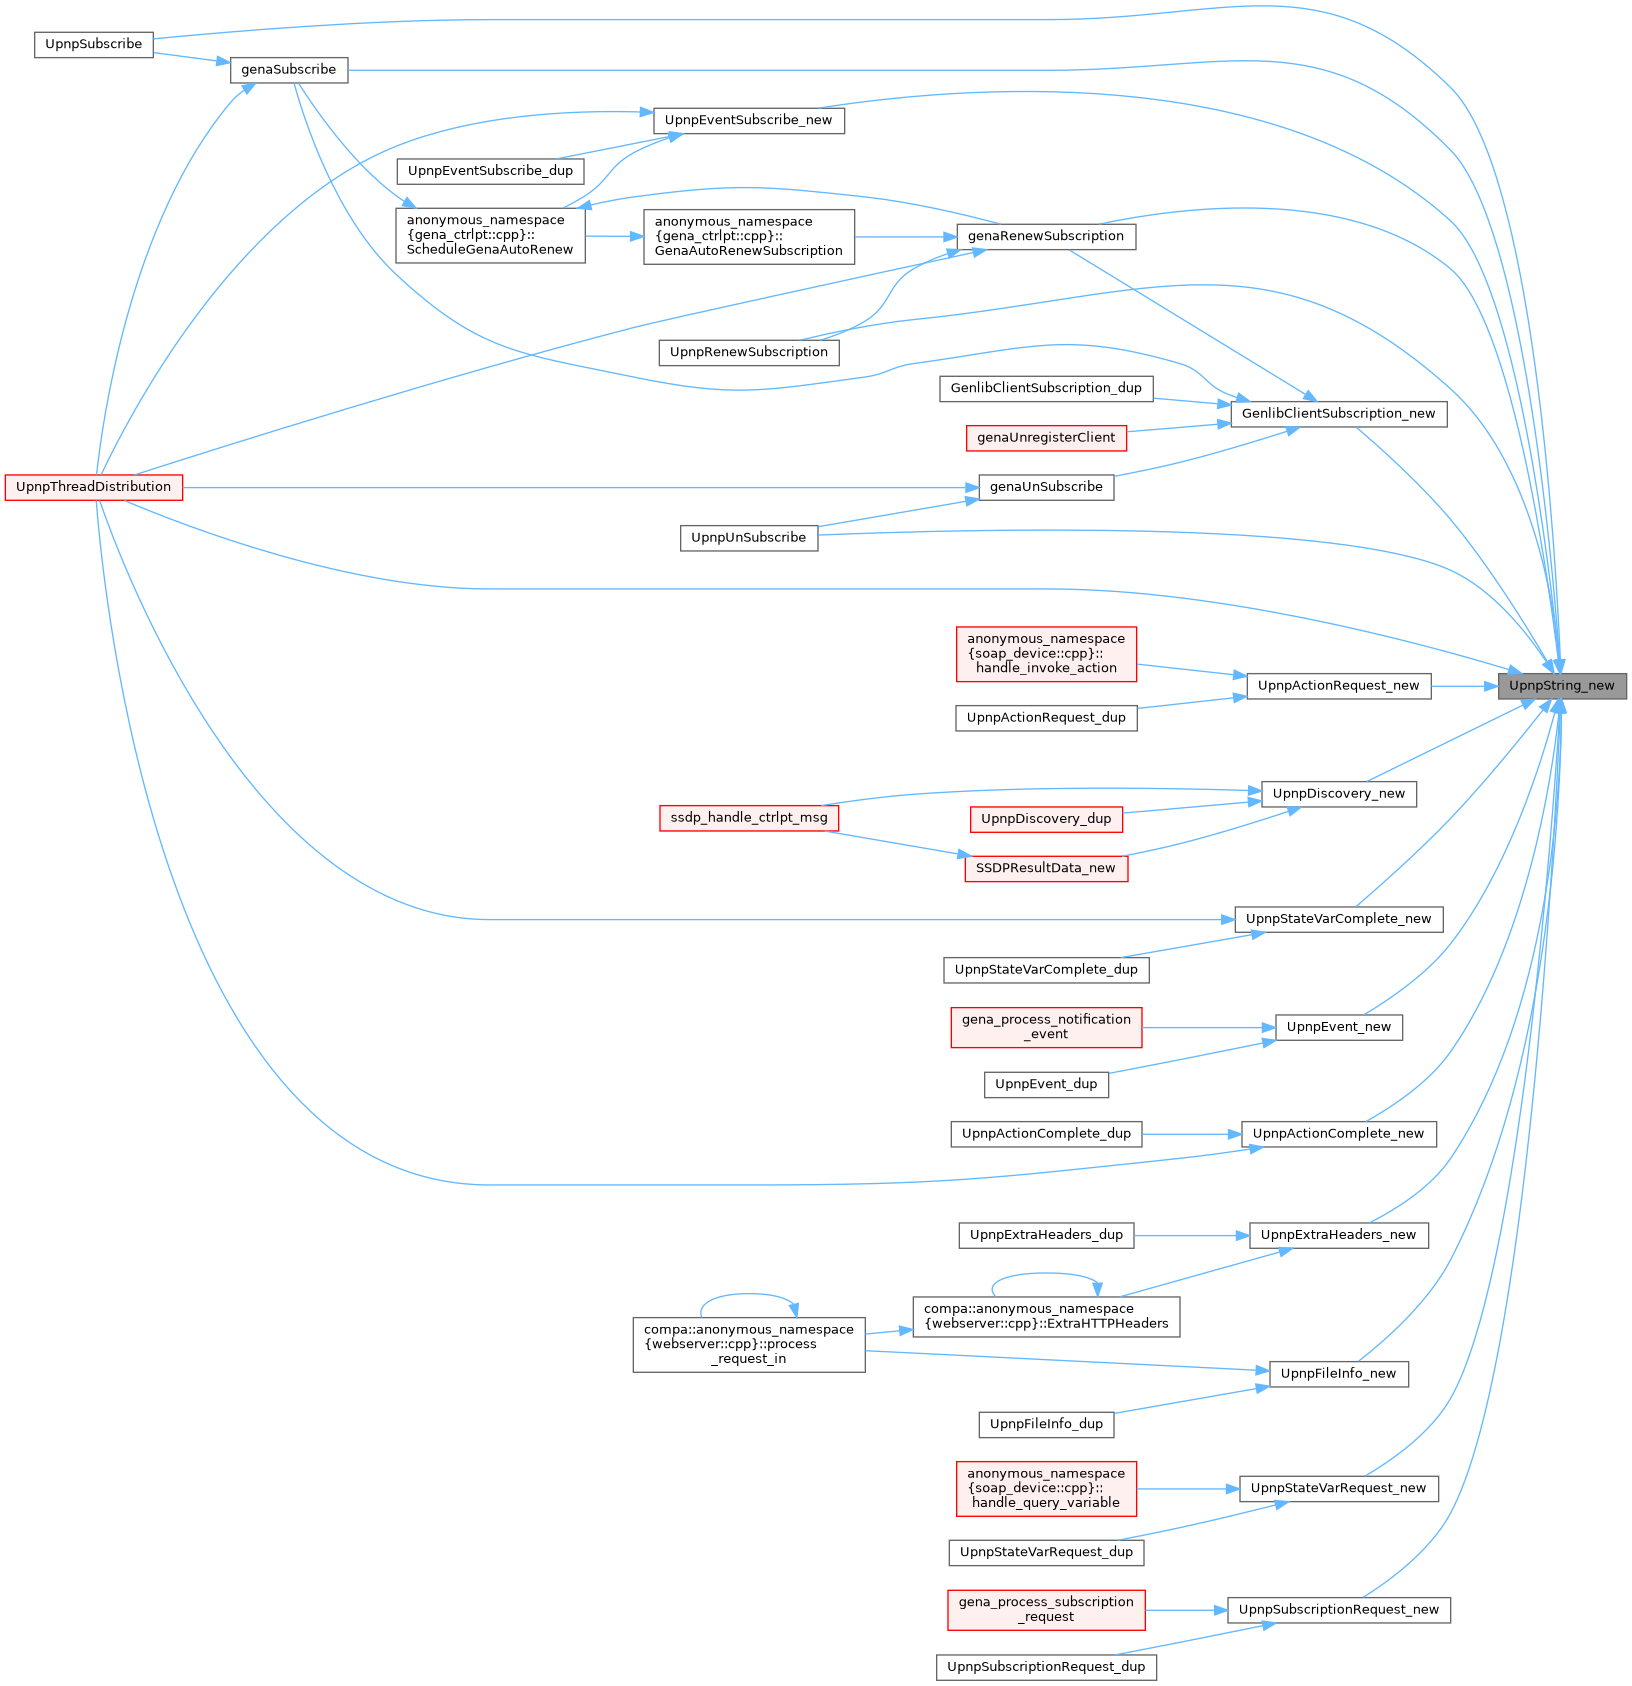 UpnpSubscribe
genaSubscribe
UpnpEventSubscribe_new
UpnpEventSubscribe_dup
anonymous_namespace
{gena_ctrlpt::cpp}::
ScheduleGenaAutoRenew
anonymous_namespace
{gena_ctrlpt::cpp}::
GenaAutoRenewSubscription
genaRenewSubscription
UpnpRenewSubscription
GenlibClientSubscription_dup
GenlibClientSubscription_new
genaUnregisterClient
UpnpThreadDistribution
genaUnSubscribe
UpnpUnSubscribe
anonymous_namespace
{soap_device::cpp}::
handle_invoke_action
UpnpActionRequest_new
UpnpString_new
UpnpActionRequest_dup
UpnpDiscovery_new
ssdp_handle_ctrlpt_msg
UpnpDiscovery_dup
SSDPResultData_new
UpnpStateVarComplete_new
UpnpStateVarComplete_dup
gena_process_notification
_event
UpnpEvent_new
UpnpEvent_dup
UpnpActionComplete_dup
UpnpActionComplete_new
UpnpExtraHeaders_dup
UpnpExtraHeaders_new
compa::anonymous_namespace
{webserver::cpp}::ExtraHTTPHeaders
compa::anonymous_namespace
{webserver::cpp}::process
_request_in
UpnpFileInfo_new
UpnpFileInfo_dup
anonymous_namespace
{soap_device::cpp}::
handle_query_variable
UpnpStateVarRequest_new
UpnpStateVarRequest_dup
gena_process_subscription
_request
UpnpSubscriptionRequest_new
UpnpSubscriptionRequest_dup